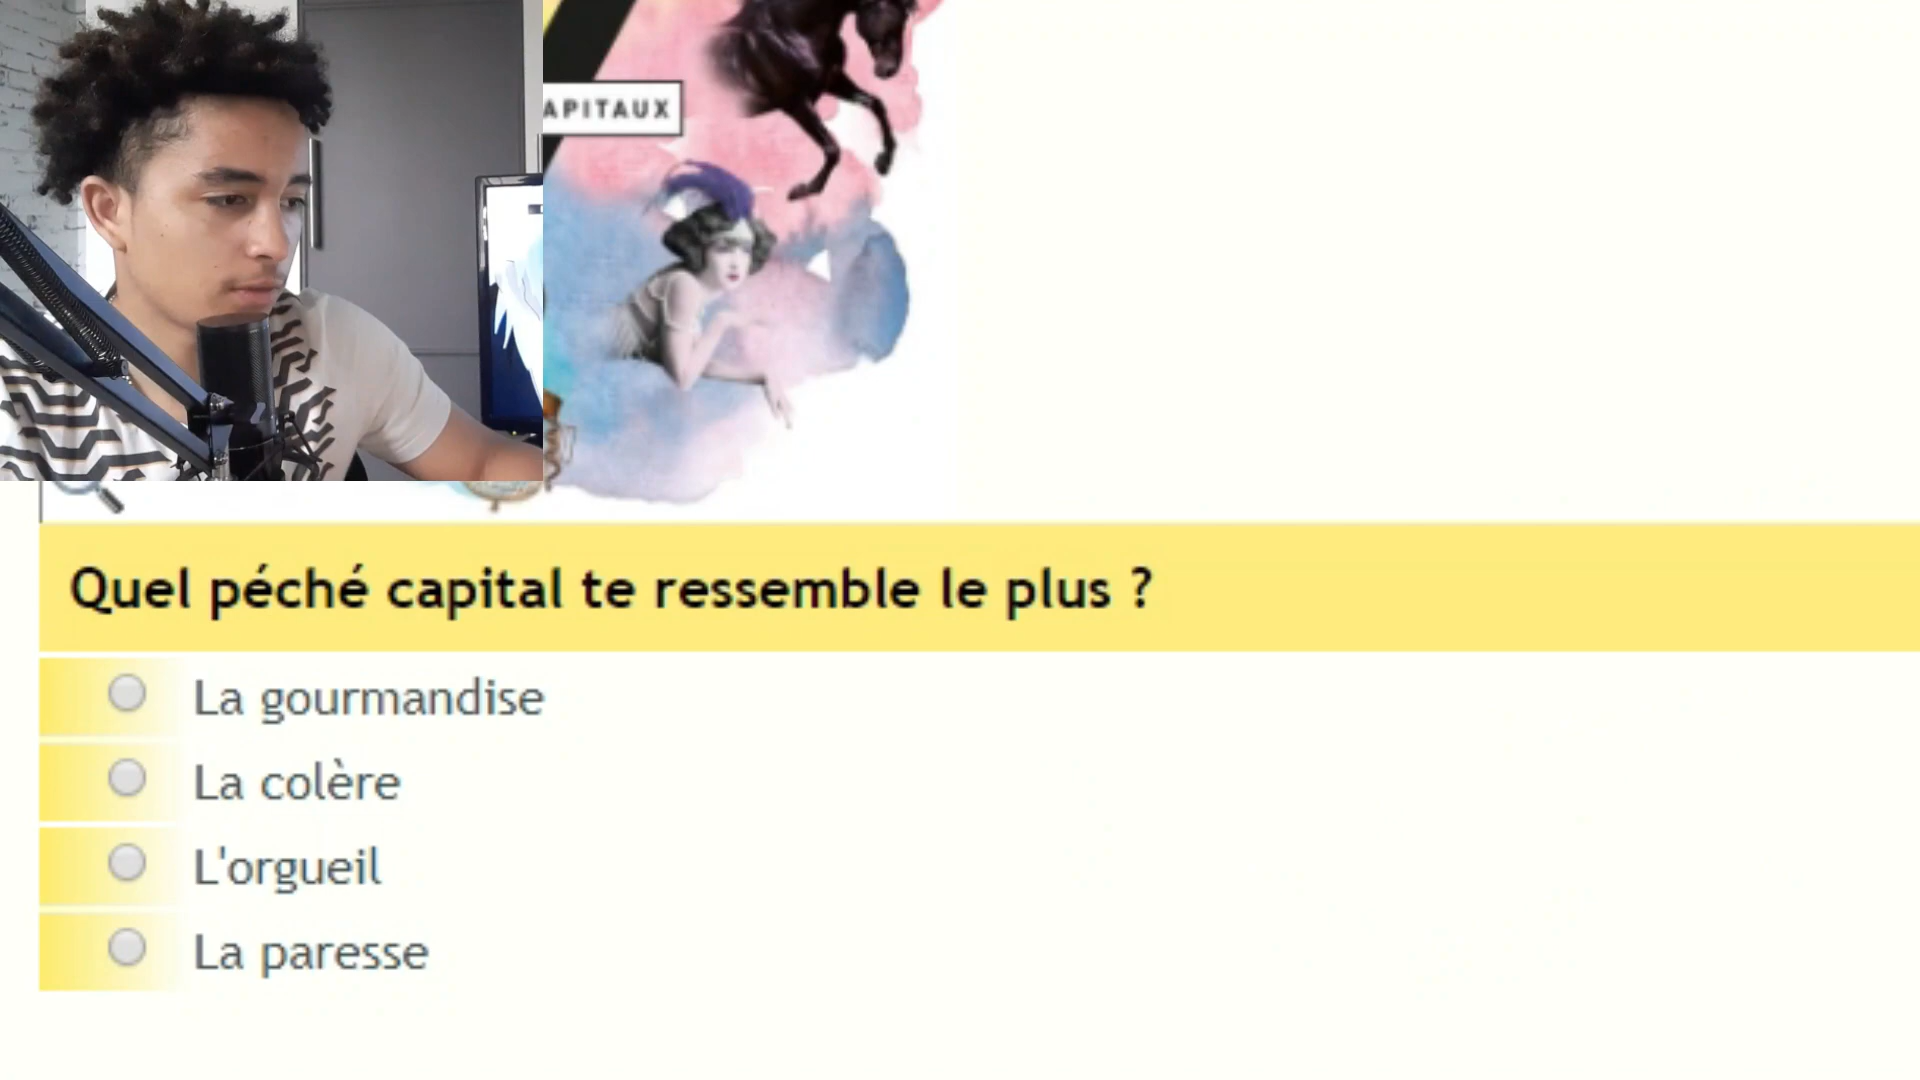 APITAUX
Quel péché capital te ressemble le plus ?
La gourmandise
La colère
L'orgueil
La paresse